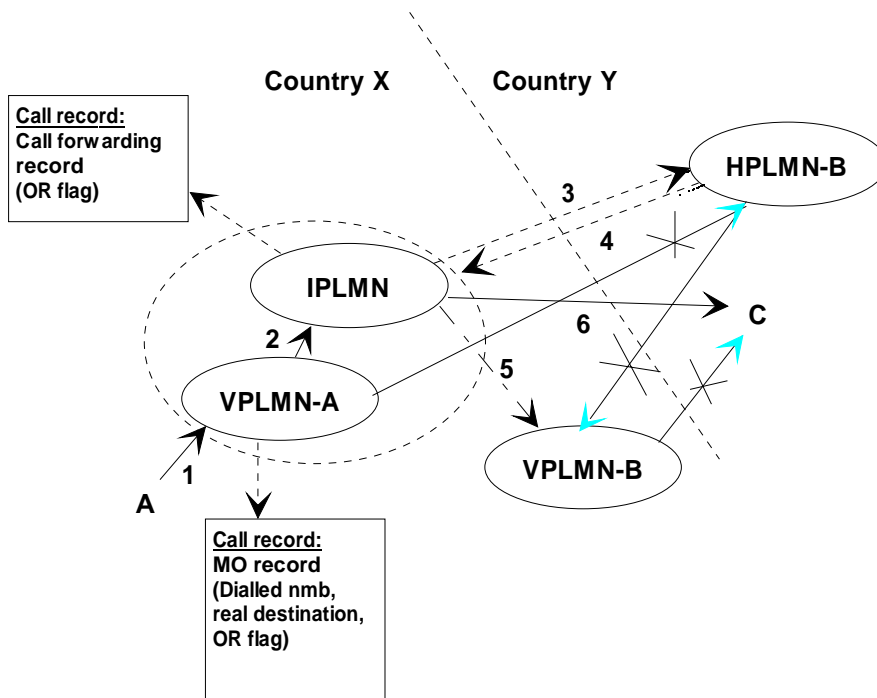 Country X
Country Y
Call record:
Call forwarding
record
(OR flag)
HPLMN-B
3
4
IPLMN
C
2
6
5
VPLMN-A
VPLMN-B
1
A
Call record:
MO record
(Dialled nmb,
real destination,
OR flag)